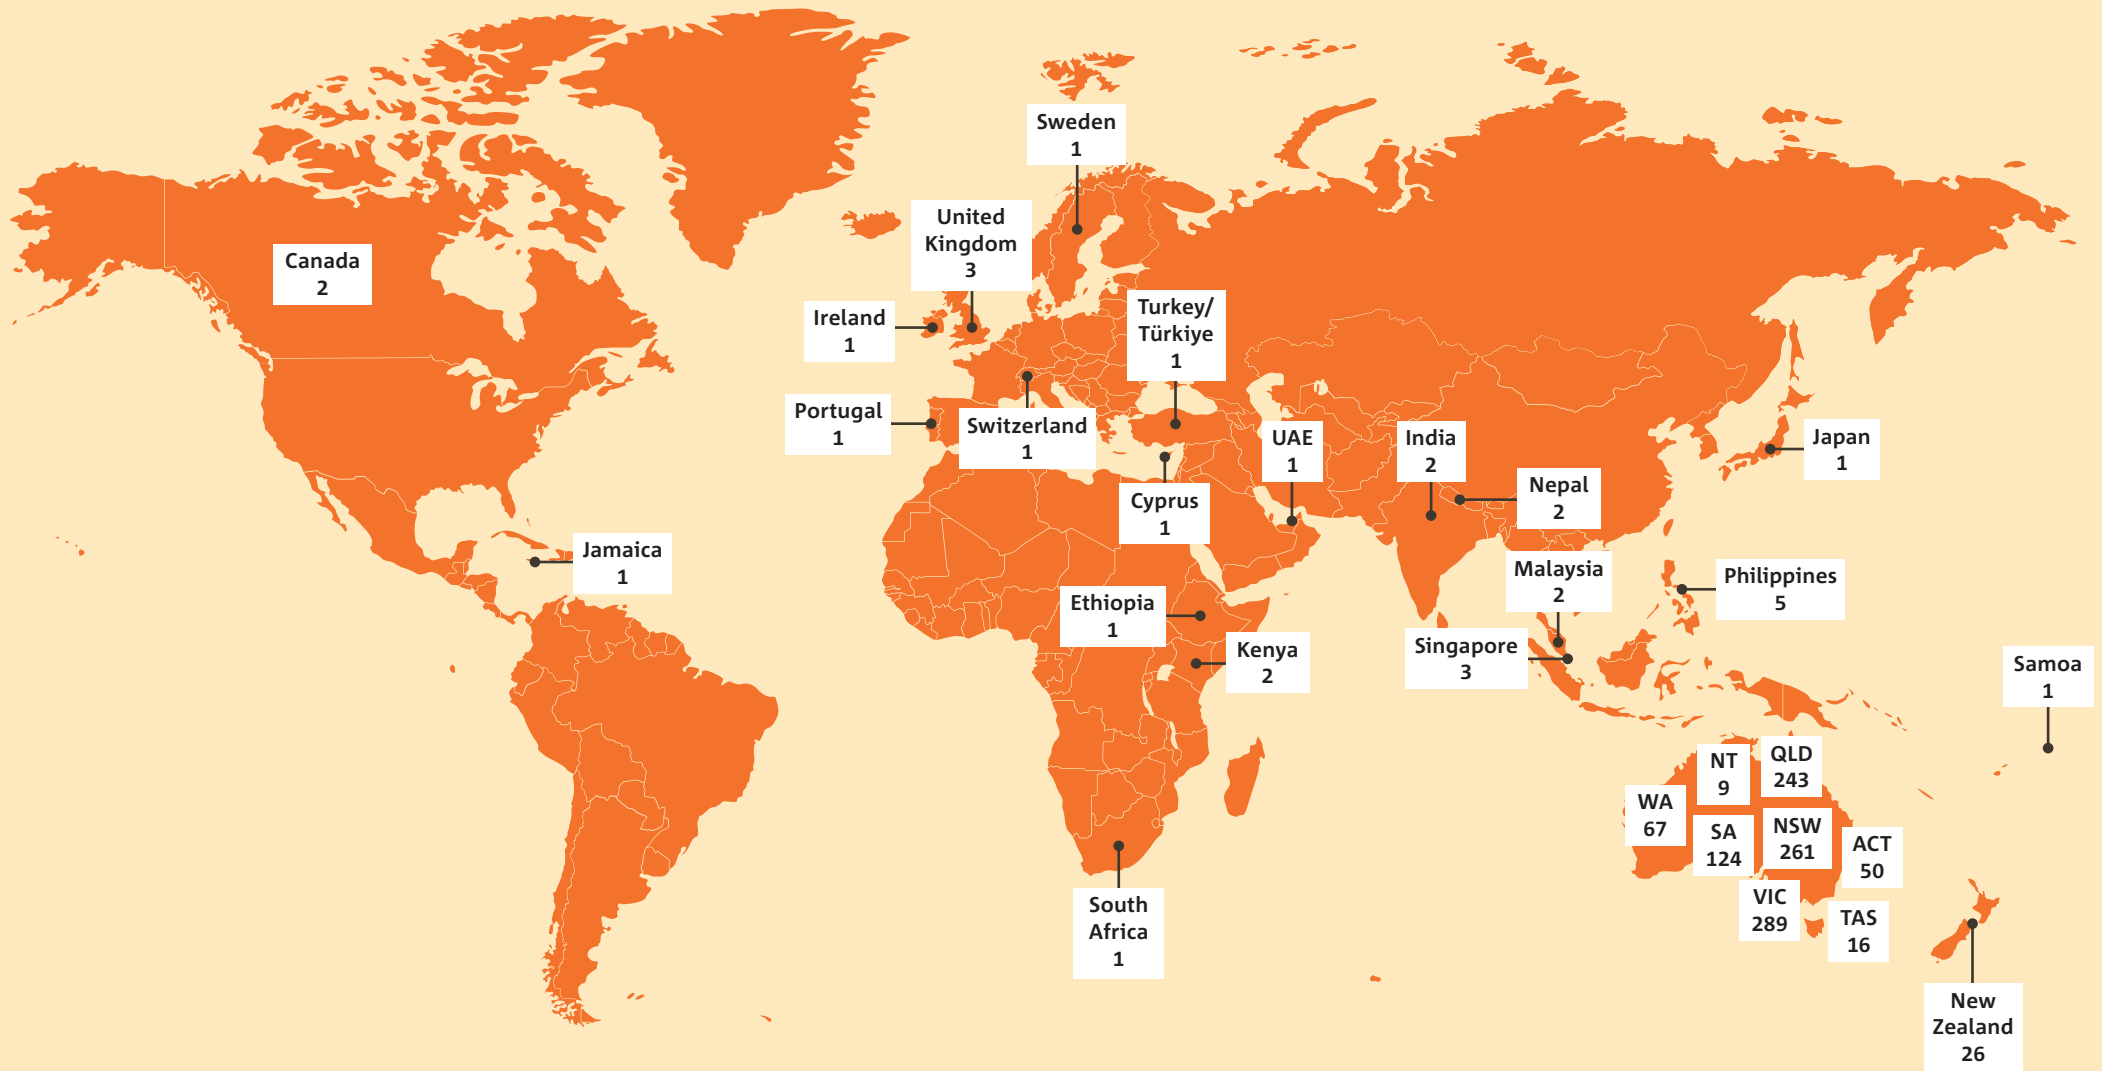 Sweden
1
United
Kingdom
3
Canada
2
Ireland
1
Turkey/
Türkiye
1
Portugal
1
Switzerland
1
UAE
1
India
2
Japan
1
Cyprus
1
Nepal
2
Jamaica
1
Malaysia
2
Philippines
5
Ethiopia
1
Kenya
2
Singapore
3
Samoa
1
NT
9
QLD
243
WA
67
SA
124
NSW
261
ACT
50
VIC
289
TAS
16
South
Africa
1
New
Zealand
26